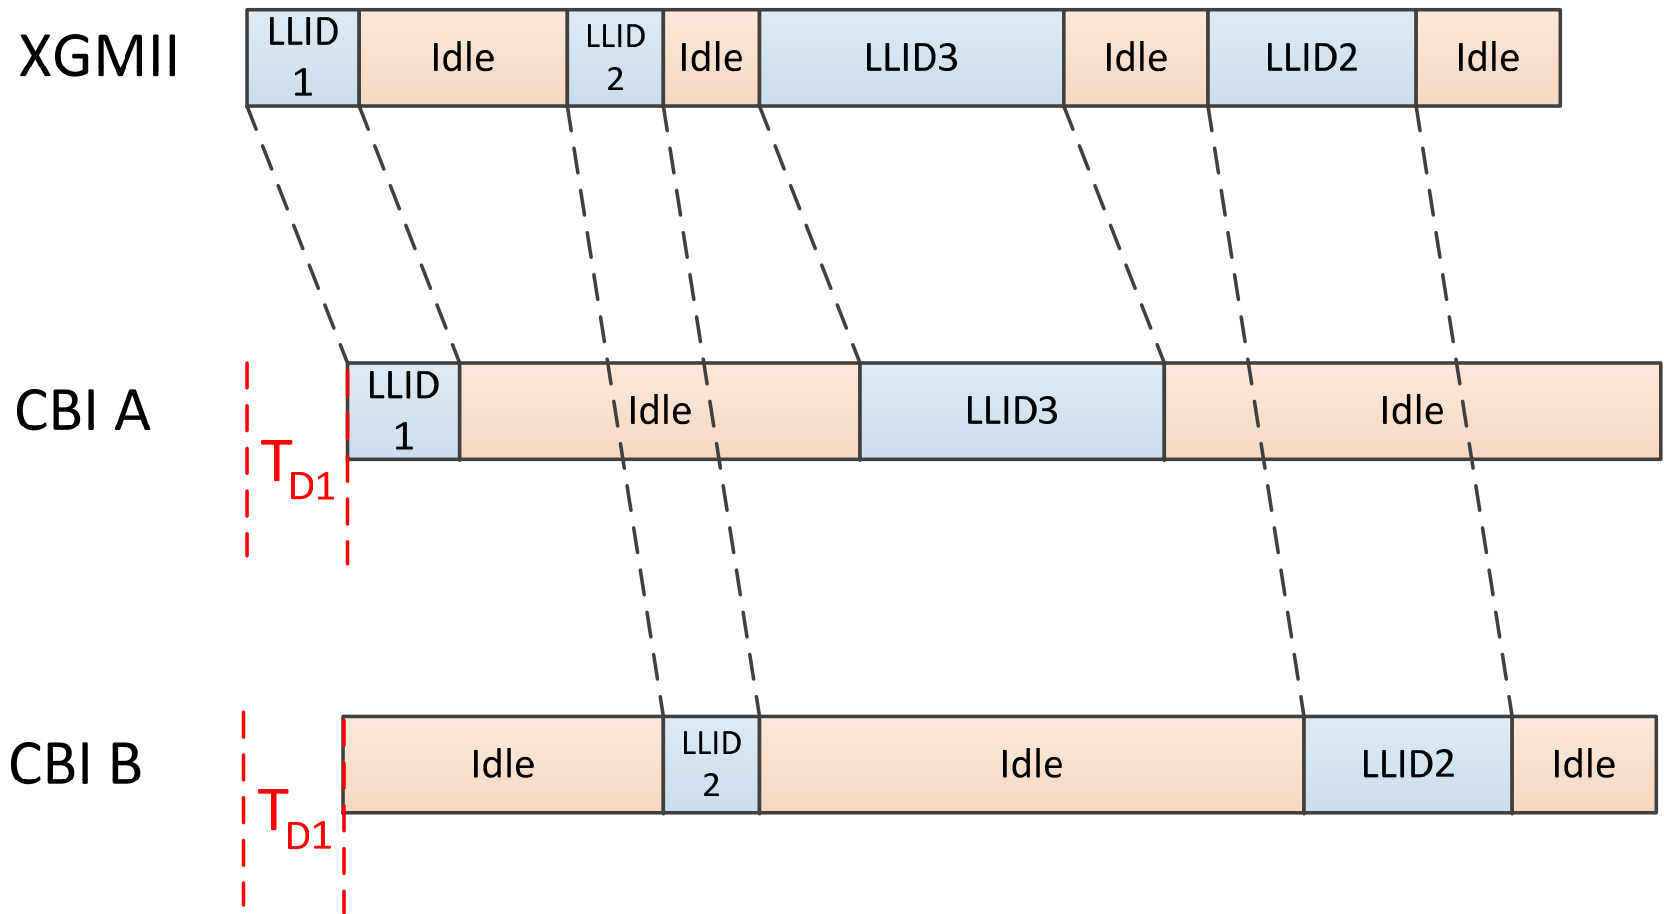 XGMII
LLID
1
Idle
LLID
2
Idle
LLID3
Idle
LLID2
Idle
CBI A
LLID
1
Idle
LLID3
Idle
TD1
CBI B
Idle
LLID
2
Idle
LLID2
Idle
TD1